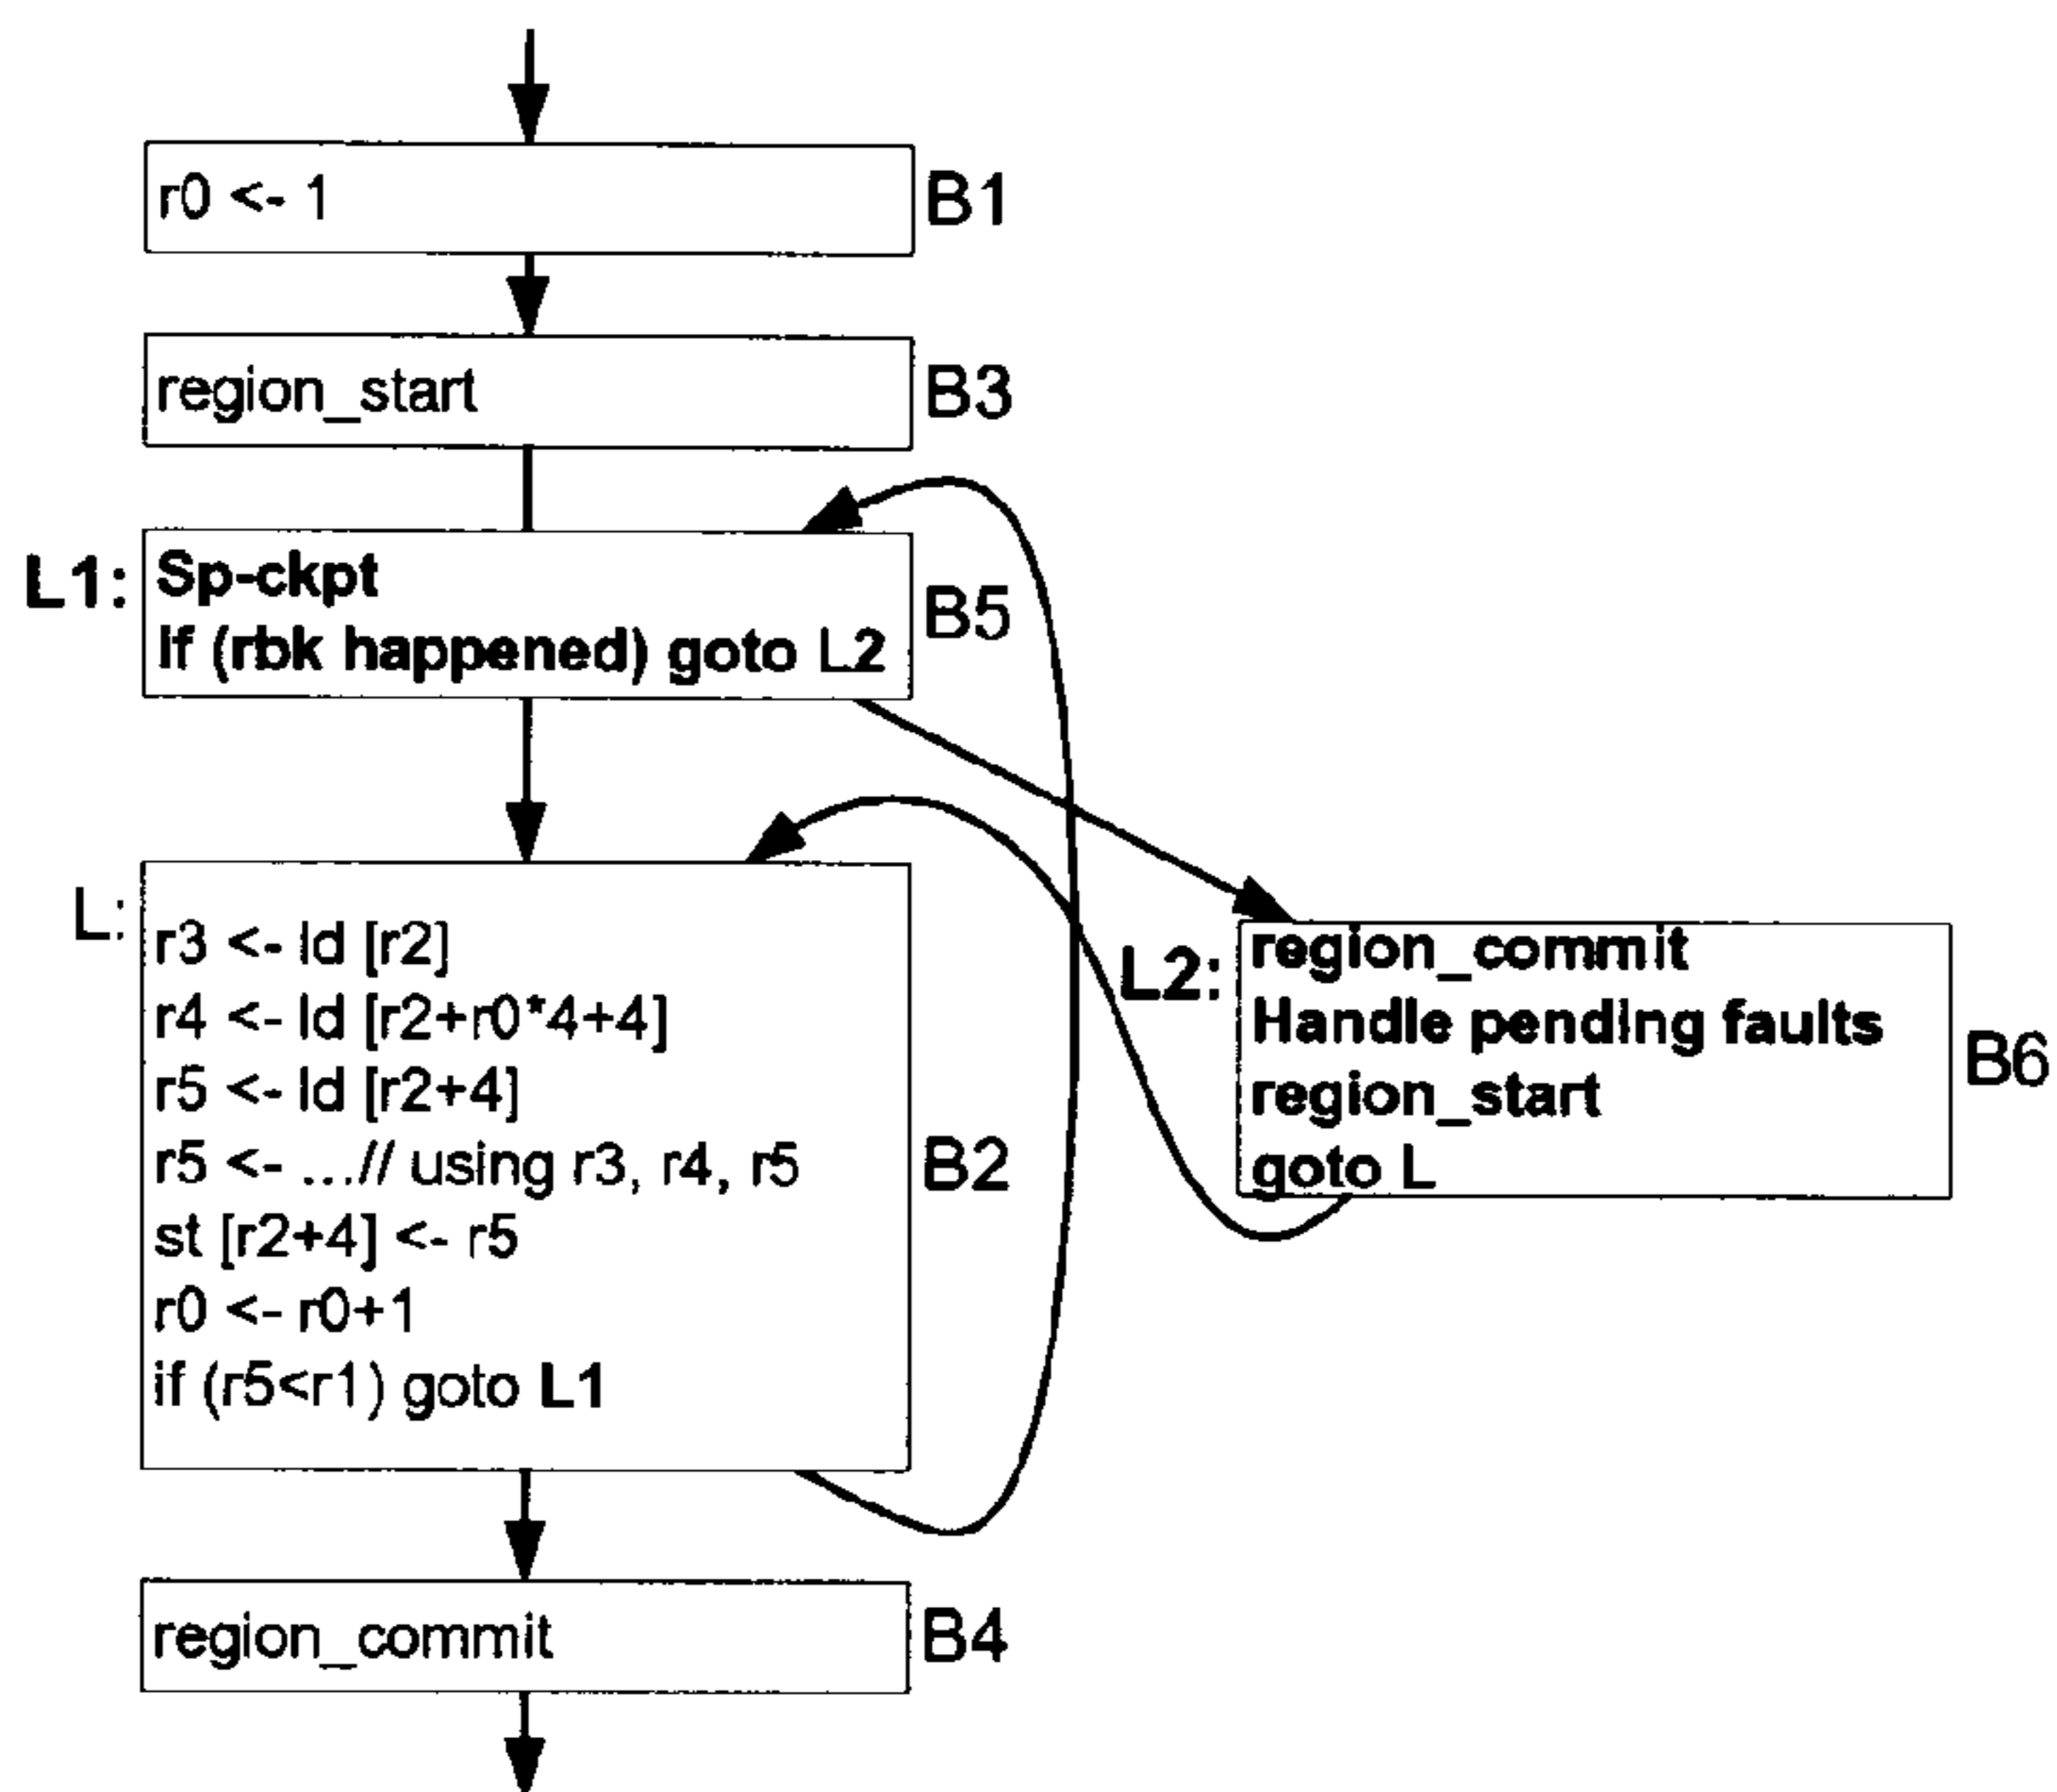 r0 <- 1
B1
region_start
B3
L1:
Sp-ckpt
If (rbk happened) goto L2
B5
L:
r3 <- ld [r2]
r4 <- ld [r2+r0*4+4]
r5 <- ld [r2+4]
r5 <- ...// using r3, r4, r5
st [r2+4] <- r5
r0 <- r0+1
if (r5<r1) goto L1
B2
L2:
region_commit
Handle pending faults
region_start
goto L
B6
region_commit
B4